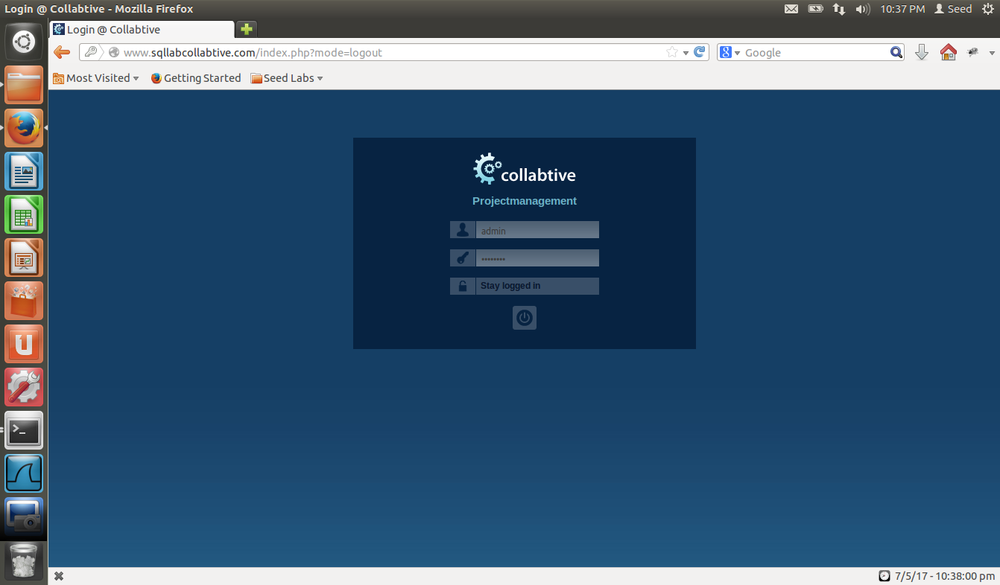 Login @ Collabtive - Mozilla Firefox
10:37 PM Seed
Login @ Collabtive
www.sqllabcollabtive.com/index.php?mode=logout
Google
Most Visited Getting Started Seed Labs
collabtive
Projectmanagement
admin
••••••••
Stay logged in
7/5/17 - 10:38:00 pm